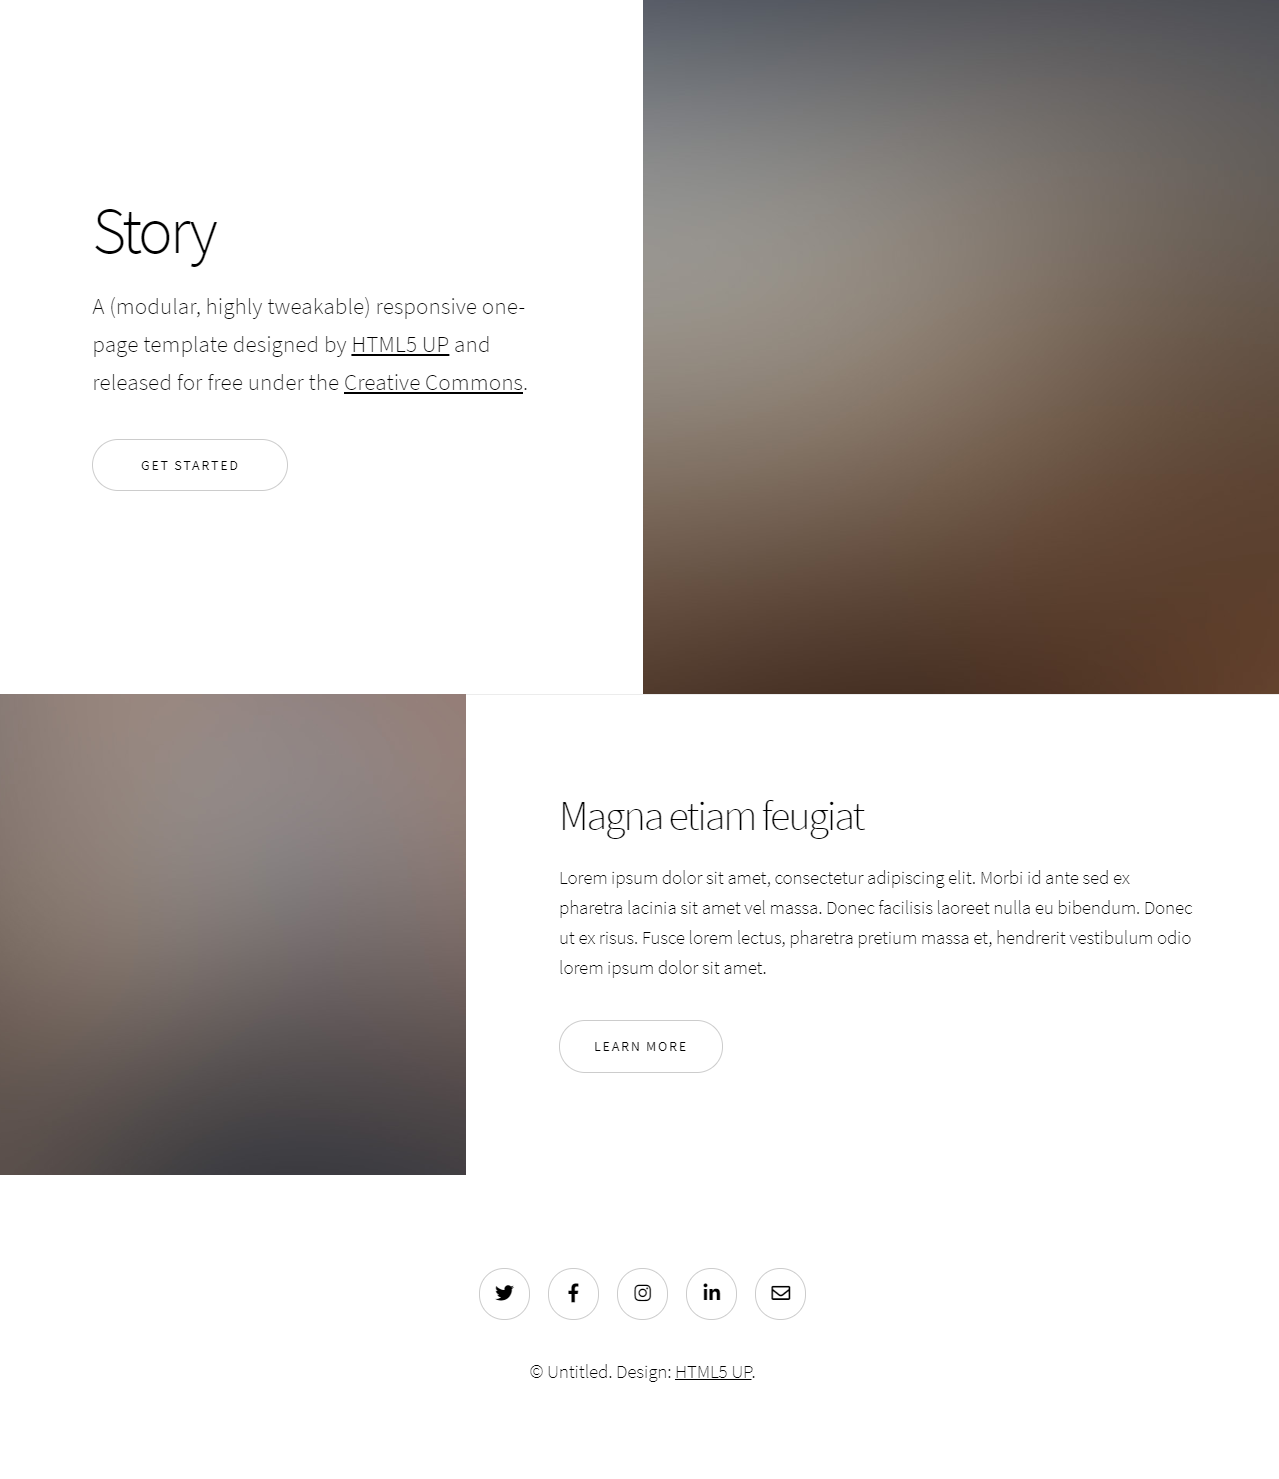 Story
A (modular, highly tweakable) responsive one-
page template designed by HTML5 UP and
released for free under the Creative Commons.
GET STARTED
Magna etiam feugiat
Lorem ipsum dolor sit amet, consectetur adipiscing elit. Morbi id ante sed ex
pharetra lacinia sit amet vel massa. Donec facilisis laoreet nulla eu bibendum. Donec
ut ex risus. Fusce lorem lectus, pharetra pretium massa et, hendrerit vestibulum odio
lorem ipsum dolor sit amet.
LEARN MORE
© Untitled. Design: HTML5 UP.